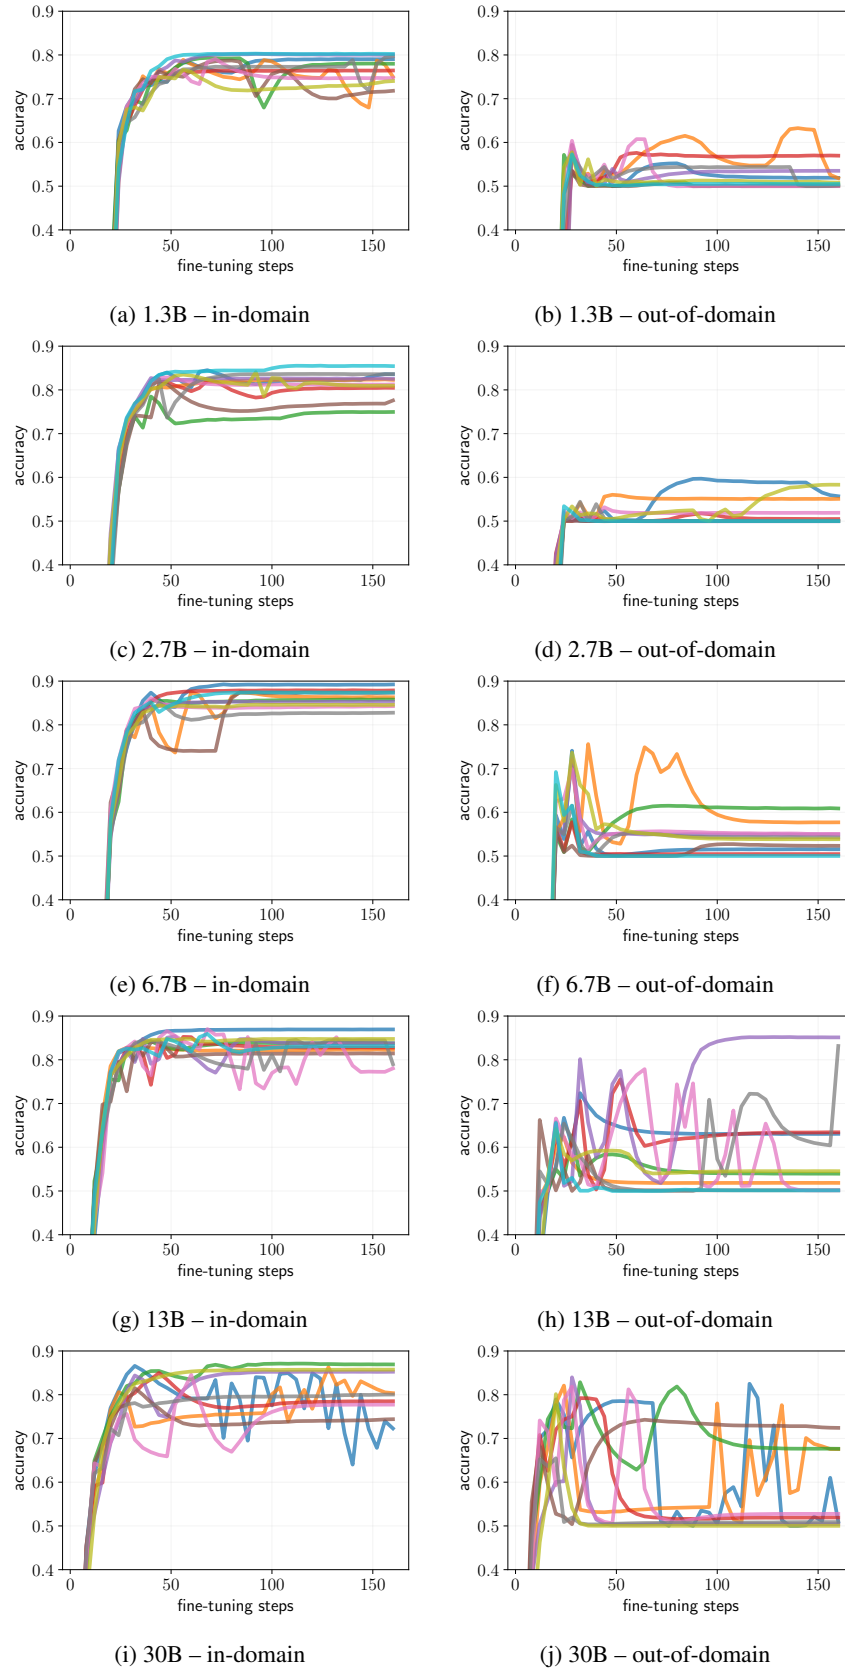 0.9
0.8
0.7
0.6
0.5
0.4
accuracy
0 50 100 150
fine-tuning steps
(a) 1.3B – in-domain
0.9
0.8
0.7
0.6
0.5
0.4
accuracy
0 50 100 150
fine-tuning steps
(b) 1.3B – out-of-domain
0.9
0.8
0.7
0.6
0.5
0.4
accuracy
0 50 100 150
fine-tuning steps
(c) 2.7B – in-domain
0.9
0.8
0.7
0.6
0.5
0.4
accuracy
0 50 100 150
fine-tuning steps
(d) 2.7B – out-of-domain
0.9
0.8
0.7
0.6
0.5
0.4
accuracy
0 50 100 150
fine-tuning steps
(e) 6.7B – in-domain
0.9
0.8
0.7
0.6
0.5
0.4
accuracy
0 50 100 150
fine-tuning steps
(f) 6.7B – out-of-domain
0.9
0.8
0.7
0.6
0.5
0.4
accuracy
0 50 100 150
fine-tuning steps
(g) 13B – in-domain
0.9
0.8
0.7
0.6
0.5
0.4
accuracy
0 50 100 150
fine-tuning steps
(h) 13B – out-of-domain
0.9
0.8
0.7
0.6
0.5
0.4
accuracy
0 50 100 150
fine-tuning steps
(i) 30B – in-domain
0.9
0.8
0.7
0.6
0.5
0.4
accuracy
0 50 100 150
fine-tuning steps
(j) 30B – out-of-domain